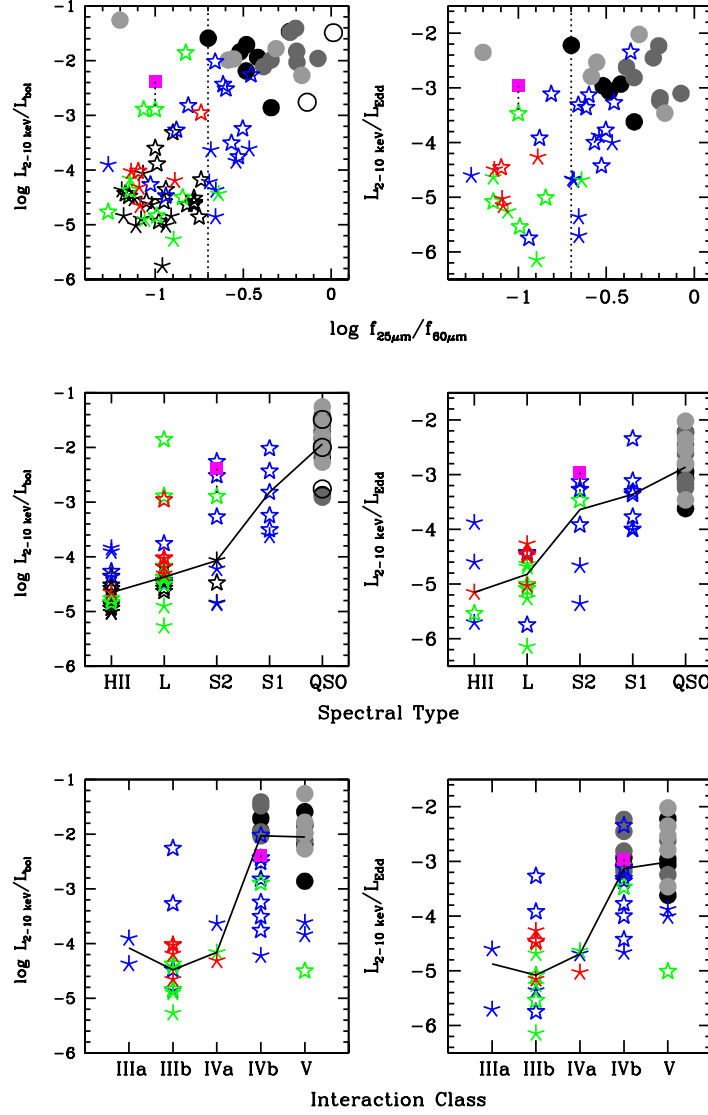 log L2-10 keV/Lbol
-1
-2
-3
-4
-5
-6
-1
-0.5
0
L2-10 keV/LEdd
-2
-3
-4
-5
-6
-1
-0.5
0
log f25μm/f60μm
log L2-10 keV/Lbol
-1
-2
-3
-4
-5
-6
HII
L
S2
S1
QSO
L2-10 keV/LEdd
-2
-3
-4
-5
-6
HII
L
S2
S1
QSO
Spectral Type
log L2-10 keV/Lbol
-1
-2
-3
-4
-5
-6
IIIa
IIIb
IVa
IVb
V
L2-10 keV/LEdd
-2
-3
-4
-5
-6
IIIa
IIIb
IVa
IVb
V
Interaction Class